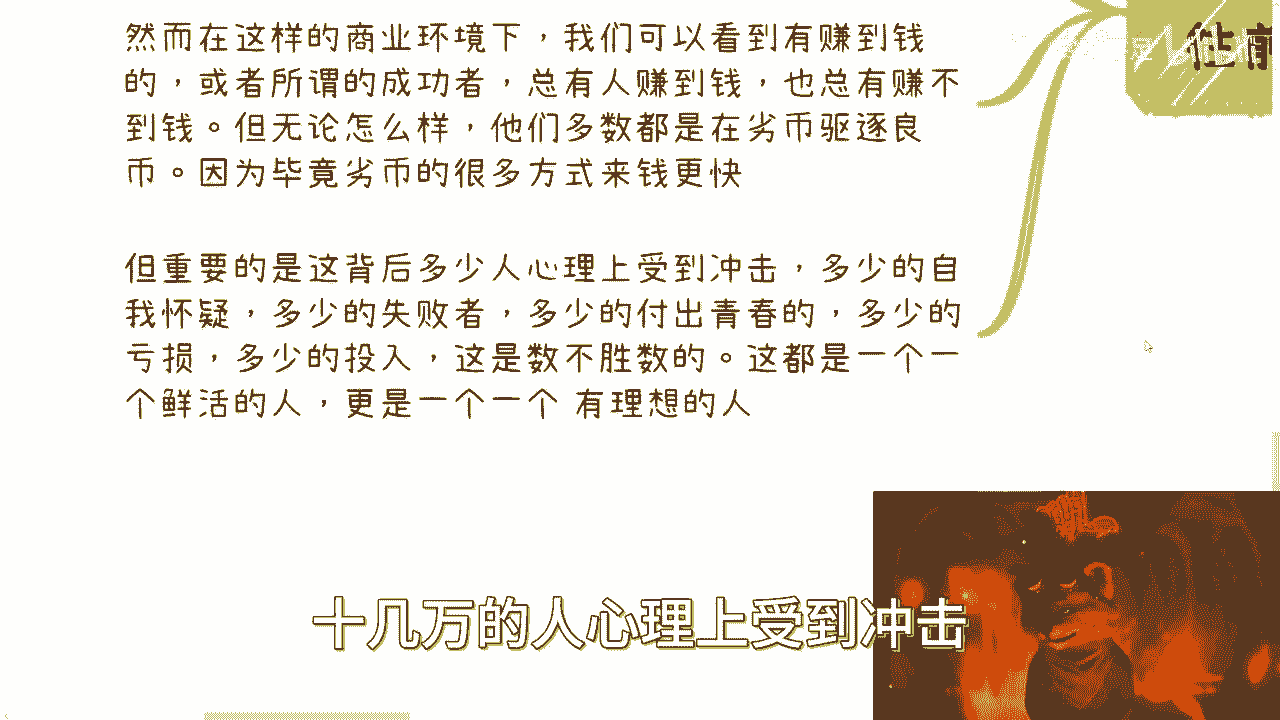 然而在这样的商业环境下，我们可以看到有赚到钱
的，或者所谓的成功者，总有人赚到钱，也总有赚不
到钱。但无论怎么样，他们多数都是在劣币驱逐良
币。因为毕竟劣币的很多方式来钱更快
但重要的是这背后多少人心理上受到冲击，多少的自
我怀疑，多少的失败者，多少的付出青春的，多少的
亏损，多少的投入，这是数不胜数的。这都是一个一
个鲜活的人，更是一个一个 有理想的人
十几万的人心理上受到冲击